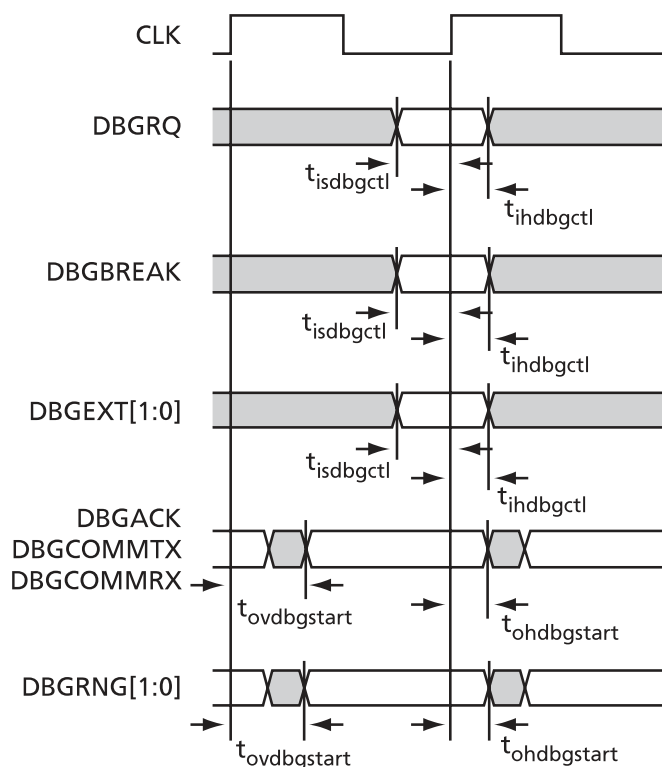 CLK
DBGRQ
tisdbgctl
tihdbgctl
DBGBREAK
tisdbgctl
tihdbgctl
DBGEXT[1:0]
tisdbgctl
tihdbgctl
DBGACK
DBGCOMMTX
DBGCOMMRX
tovdbgstart
tohdbgstart
DBGRNG[1:0]
tovdbgstart
tohdbgstart